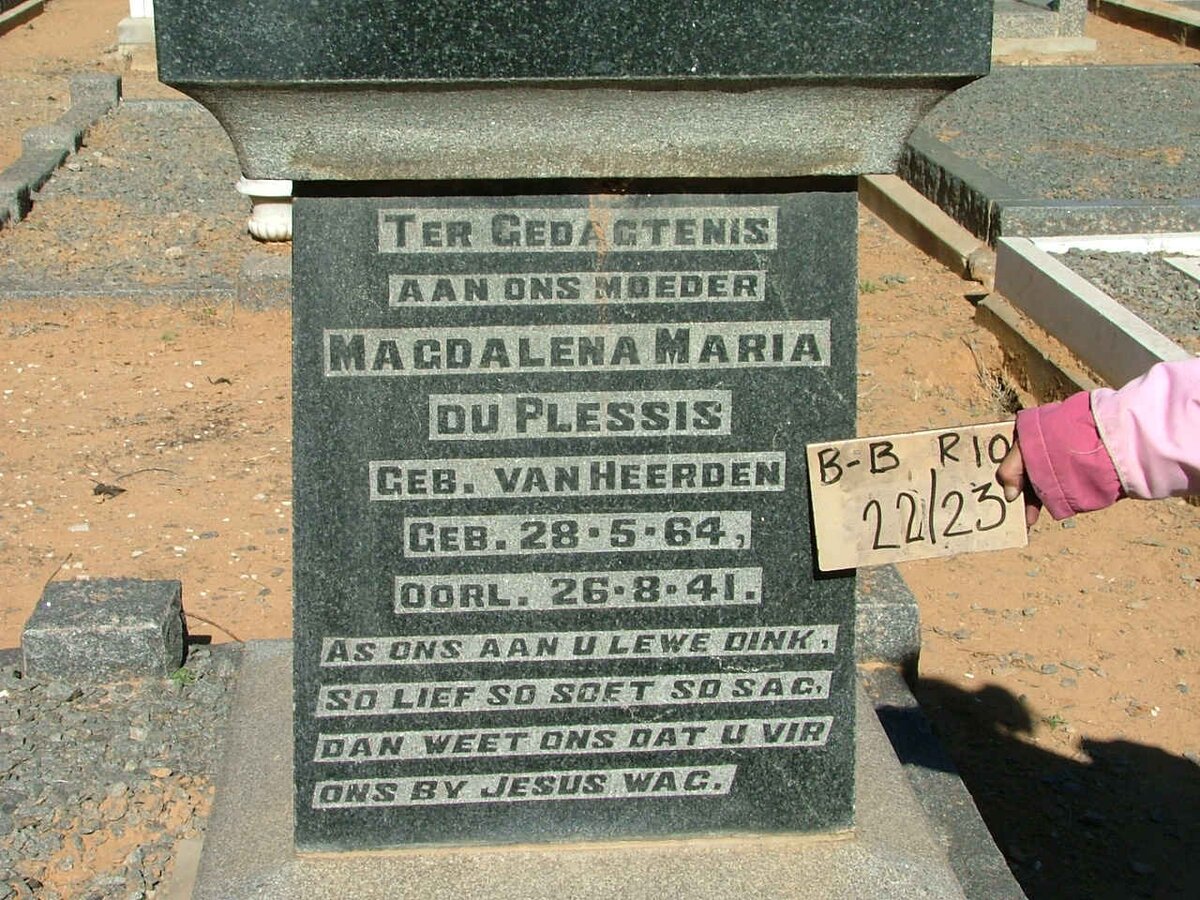 TER GEDAGTENIS
AAN ONS MOEDER
MAGDALENA MARIA
DU PLESSIS
GEB. VAN HEERDEN
GEB. 28·5·64,
OORL. 26·8·41.
AS ONS AAN U LEWE DINK,
SO LIEF SO SOET SO SAG,
DAN WEET ONS DAT U VIR
ONS BY JESUS WAG.
B-B R10
22/23